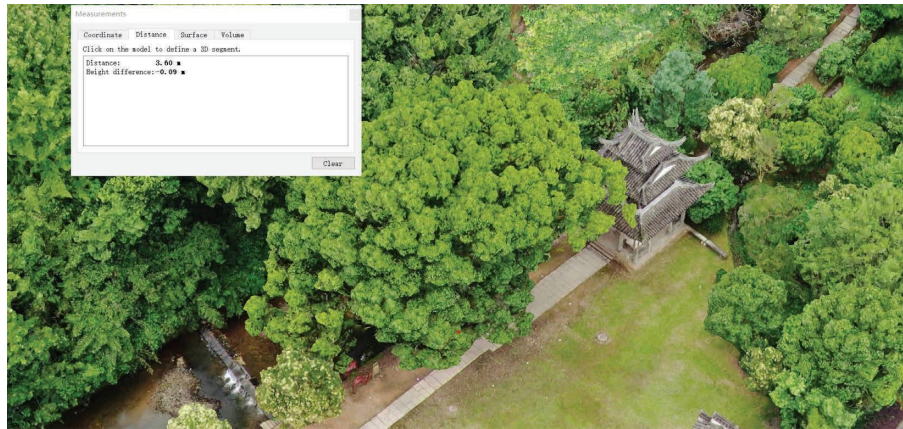 Measurements
Coordinate Distance Surface Volume
Click on the model to define a 3D segment.
Distance: 3.60 m
Height difference:-0.09 m
Clear